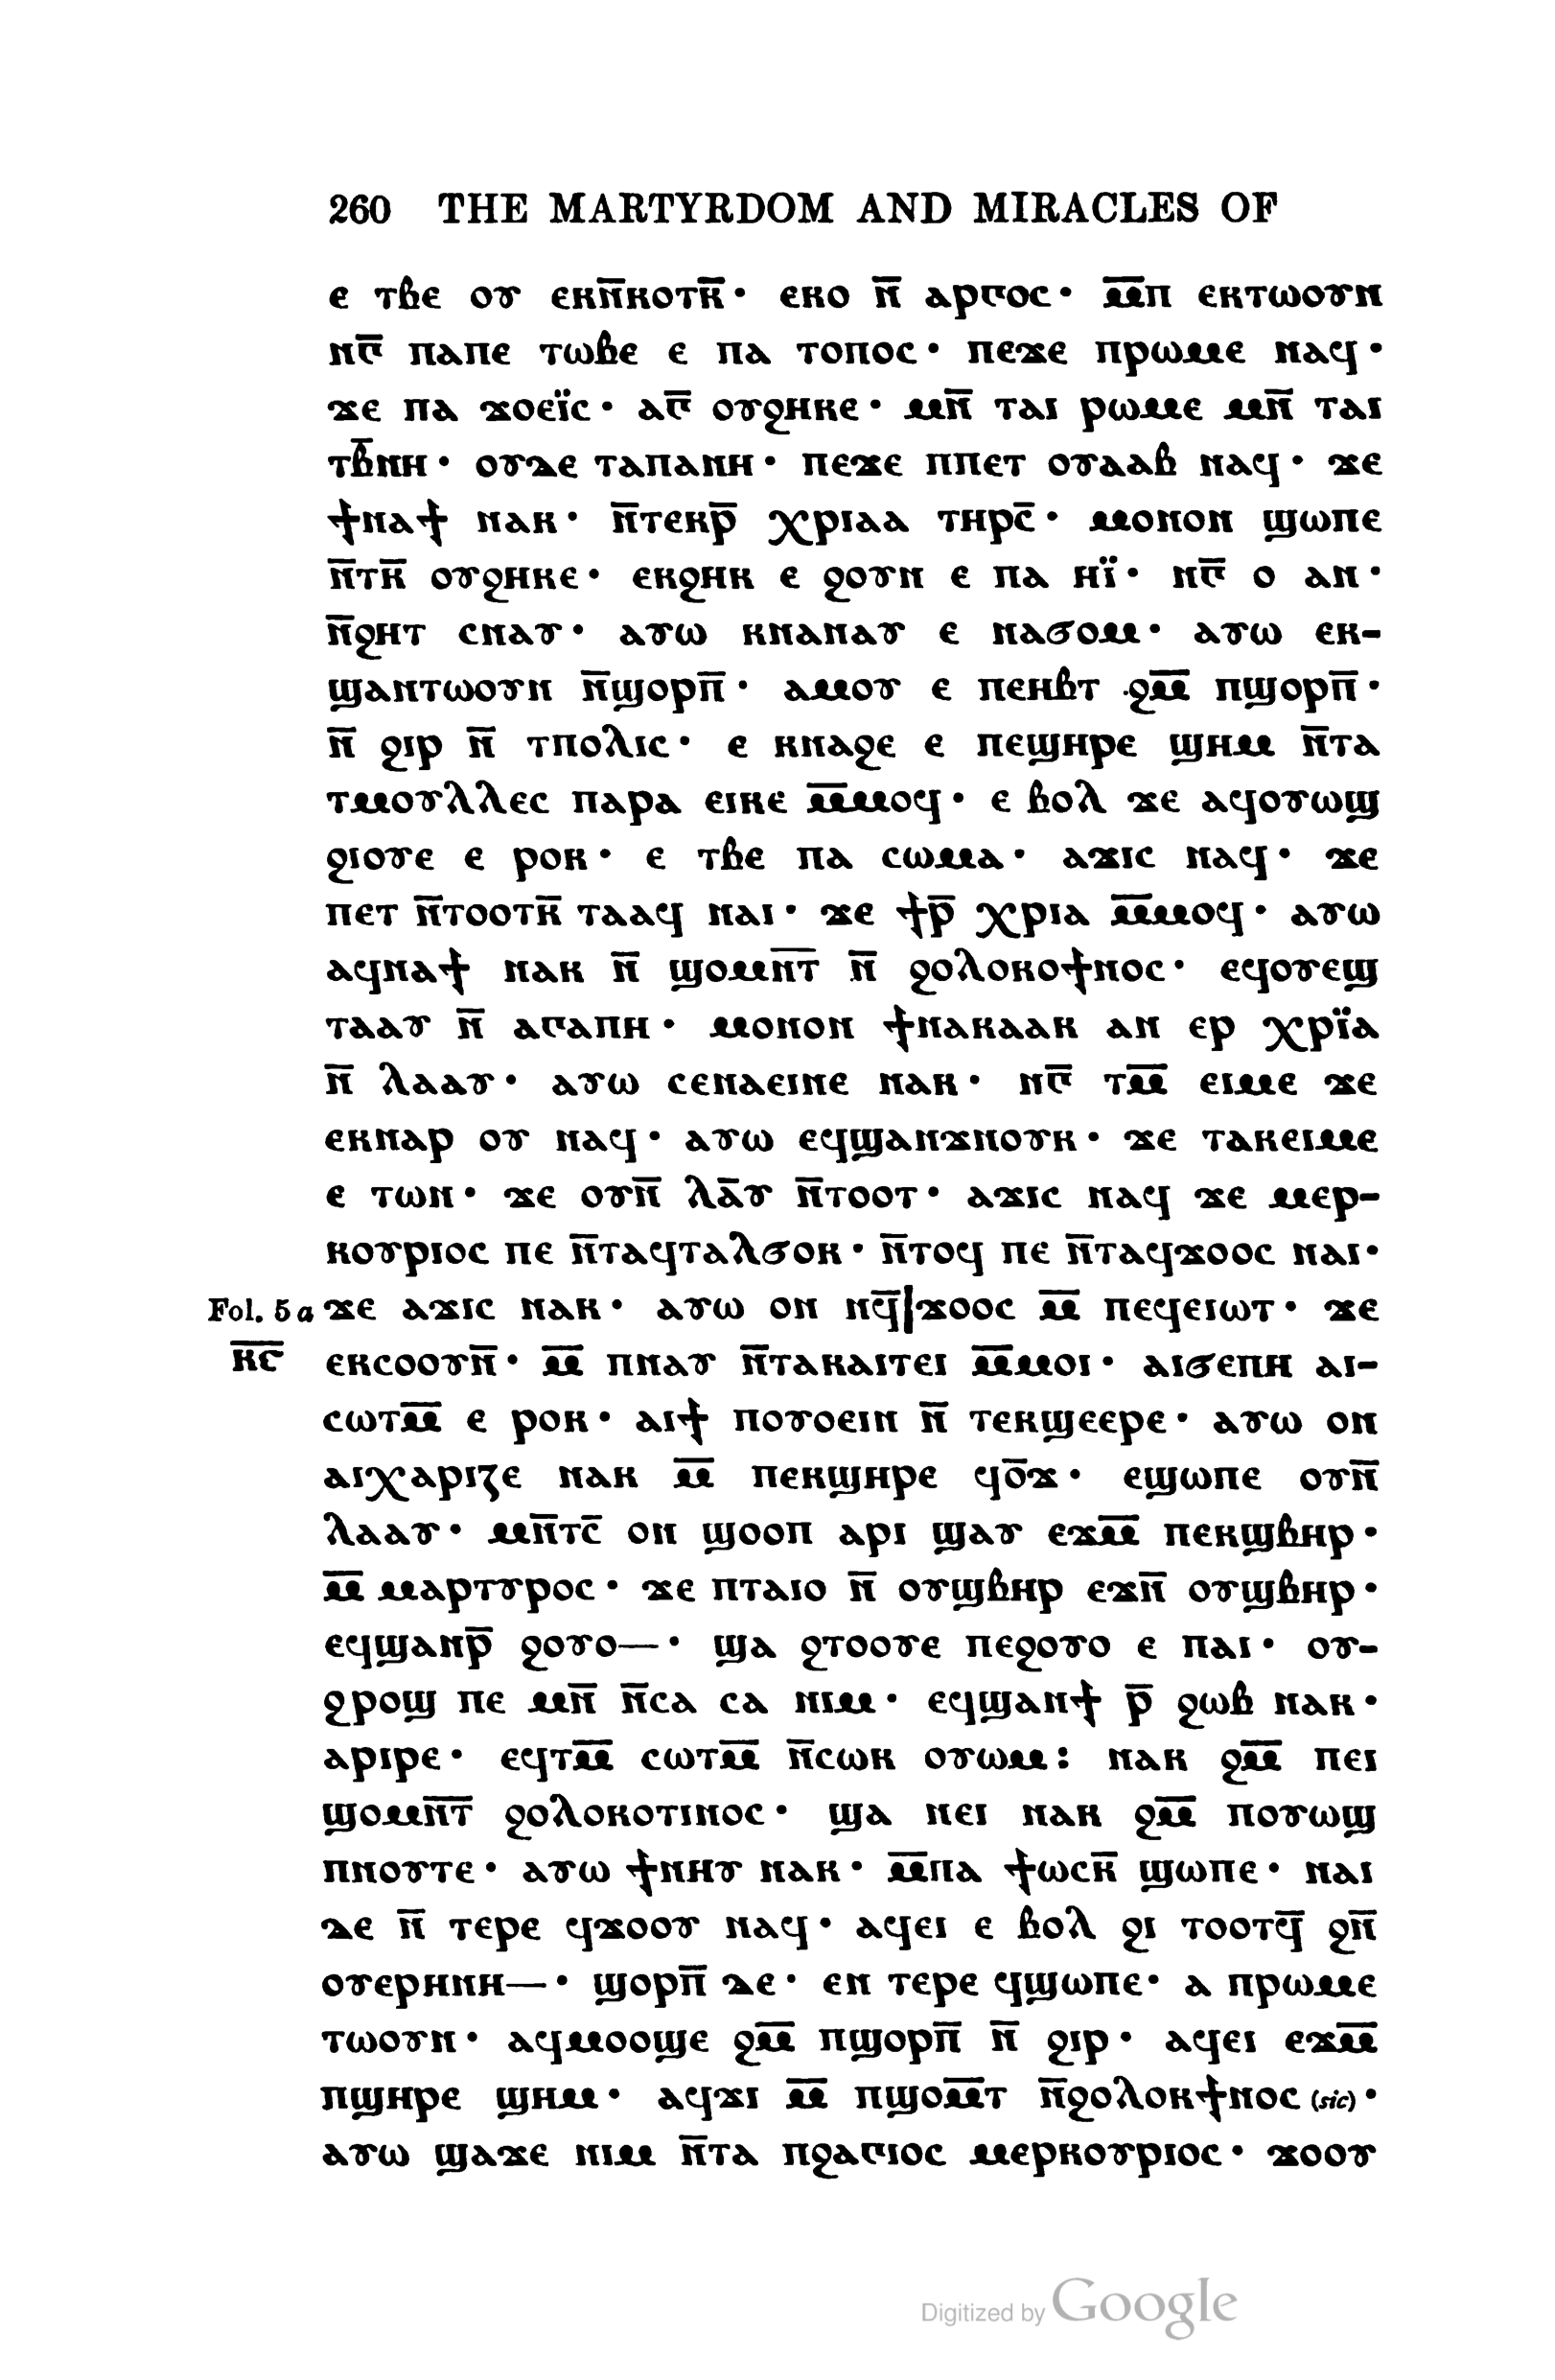 260 THE MARTYRDOM AND MIRACLES OF
ⲉ ⲧⲃⲉ ⲟⲩ ⲉⲕⲛ̅ⲕⲟⲧⲕ̅· ⲉⲕⲟ ⲛ̅ ⲁⲣⲅⲟⲥ· ⲙ̅ⲡ ⲉⲕⲧⲱⲟⲩⲛ
ⲛⲅ̅ ⲡⲁⲡⲉ ⲧⲱⲃⲉ ⲉ ⲡⲁ ⲧⲟⲡⲟⲥ· ⲡⲉϫⲉ ⲡⲣⲱⲙⲉ ⲛⲁϥ·
ϫⲉ ⲡⲁ ϫⲟⲉⲓ̈ⲥ· ⲁⲅ̅ ⲟⲩϩⲏⲕⲉ· ⲙⲛ̅ ⲧⲁⲓ ⲣⲱⲙⲉ ⲙⲛ̅ ⲧⲁⲓ
ⲧⲃ̅ⲛⲏ· ⲟⲩⲇⲉ ⲧⲁⲡⲁⲛⲏ· ⲡⲉϫⲉ ⲡⲡⲉⲧ ⲟⲩⲁⲁⲃ ⲛⲁϥ· ϫⲉ
ϯⲛⲁϯ ⲛⲁⲕ· ⲛ̅ⲧⲉⲕⲣ̅ ⲭⲣⲓⲁⲁ ⲧⲏⲣⲥ̅· ⲙⲟⲛⲟⲛ ϣⲱⲡⲉ
ⲛ̅ⲧⲕ̅ ⲟⲩϩⲏⲕⲉ· ⲉⲕϩⲏⲕ ⲉ ϩⲟⲩⲛ ⲉ ⲡⲁ ⲏⲓ̈· ⲛⲅ̅ ⲟ ⲁⲛ·
ⲛ̅ϩⲏⲧ ⲥⲛⲁⲩ· ⲁⲩⲱ ⲕⲛⲁⲛⲁⲩ ⲉ ⲛⲁϭⲟⲙ· ⲁⲩⲱ ⲉⲕ-
ϣⲁⲛⲧⲱⲟⲩⲛ ⲛ̅ϣⲟⲣⲡ̅· ⲁⲙⲟⲩ ⲉ ⲡⲉⲏⲃⲧ ϩⲙ̅ ⲡϣⲟⲣⲡ̅·
ⲛ̅ ϩⲓⲣ ⲛ̅ ⲧⲡⲟⲗⲓⲥ· ⲉ ⲕⲛⲁϩⲉ ⲉ ⲡⲉϣⲏⲣⲉ ϣⲏⲙ ⲛ̅ⲧⲁ
ⲧⲙⲟⲩⲗⲗⲉⲥ ⲡⲁⲣⲁ ⲉⲓⲕⲉ ⲙ̅ⲙⲟϥ· ⲉ ⲃⲟⲗ ϫⲉ ⲁϥⲟⲩⲱϣ
ϩⲓⲟⲩⲉ ⲉ ⲣⲟⲕ· ⲉ ⲧⲃⲉ ⲡⲁ ⲥⲱⲙⲁ· ⲁϫⲓⲥ ⲛⲁϥ· ϫⲉ
ⲡⲉⲧ ⲛ̅ⲧⲟⲟⲧⲕ̅ ⲧⲁⲁϥ ⲛⲁⲓ· ϫⲉ ϯⲣ̅ ⲭⲣⲓⲁ ⲙ̅ⲙⲟϥ· ⲁⲩⲱ
ⲁϥⲛⲁϯ ⲛⲁⲕ ⲛ̅ ϣⲟⲙⲛ̅ⲧ̅ ⲛ̅ ϩⲟⲗⲟⲕⲟϯⲛⲟⲥ· ⲉϥⲟⲩⲉϣ
ⲧⲁⲁⲩ ⲛ̅ ⲁⲅⲁⲡⲏ· ⲙⲟⲛⲟⲛ ϯⲛⲁⲕⲁⲁⲕ ⲁⲛ ⲉⲣ ⲭⲣⲓ̈ⲁ
ⲛ̅ ⲗⲁⲁⲩ· ⲁⲩⲱ ⲥⲉⲛⲁⲉⲓⲛⲉ ⲛⲁⲕ· ⲛⲅ̅ ⲧⲙ̅ ⲉⲓⲙⲉ ϫⲉ
ⲉⲕⲛⲁⲣ ⲟⲩ ⲛⲁϥ· ⲁⲩⲱ ⲉϥϣⲁⲛϫⲛⲟⲩⲕ· ϫⲉ ⲧⲁⲕⲉⲓⲙⲉ
ⲉ ⲧⲱⲛ· ϫⲉ ⲟⲩⲛ̅ ⲗⲁ̅ⲩ ⲛ̅ⲧⲟⲟⲧ· ⲁϫⲓⲥ ⲛⲁϥ ϫⲉ ⲙⲉⲣ-
ⲕⲟⲩⲣⲓⲟⲥ ⲡⲉ ⲛ̅ⲧⲁϥⲧⲁⲗϭⲟⲕ· ⲛ̅ⲧⲟϥ ⲡⲉ ⲛ̅ⲧⲁϥϫⲟⲟⲥ ⲛⲁⲓ·
Fol. 5 a ϫⲉ ⲁϫⲓⲥ ⲛⲁⲕ· ⲁⲩⲱ ⲟⲛ ⲛϥ̅|ϫⲟⲟⲥ ⲙ̅ ⲡⲉϥⲉⲓⲱⲧ· ϫⲉ
ⲕ̅ⲅ̅ ⲉⲕⲥⲟⲟⲩⲛ̅· ⲙ̅ ⲡⲛⲁⲩ ⲛ̅ⲧⲁⲕⲁⲓⲧⲉⲓ ⲙ̅ⲙⲟⲓ· ⲁⲓϭⲉⲡⲏ ⲁⲓ-
ⲥⲱⲧⲙ̅ ⲉ ⲣⲟⲕ· ⲁⲓϯ ⲡⲟⲩⲟⲉⲓⲛ ⲛ̅ ⲧⲉⲕϣⲉⲉⲣⲉ· ⲁⲩⲱ ⲟⲛ
ⲁⲓⲭⲁⲣⲓⲍⲉ ⲛⲁⲕ ⲙ̅ ⲡⲉⲕϣⲏⲣⲉ ϥⲟ̅ϫ· ⲉϣⲱⲡⲉ ⲟⲩⲛ̅
ⲗⲁⲁⲩ· ⲙⲛ̅ⲧⲥ̅ ⲟⲛ ϣⲟⲟⲡ ⲁⲣⲓ ϣⲁⲩ ⲉϫⲙ̅ ⲡⲉⲕϣⲃⲏⲣ·
ⲙ̅ ⲙⲁⲣⲧⲩⲣⲟⲥ· ϫⲉ ⲡⲧⲁⲓⲟ ⲛ̅ ⲟⲩϣⲃⲏⲣ ⲉϫⲛ̅ ⲟⲩϣⲃⲏⲣ·
ⲉϥϣⲁⲛⲣ̅ ϩⲟⲩⲟ—· ϣⲁ ϩⲧⲟⲟⲩⲉ ⲡⲉϩⲟⲩⲟ ⲉ ⲡⲁⲓ· ⲟⲩ-
ϩⲣⲟϣ ⲡⲉ ⲙⲛ̅ ⲛ̅ⲥⲁ ⲥⲁ ⲛⲓⲙ· ⲉϥϣⲁⲛϯ ⲣ̅ ϩⲱⲃ ⲛⲁⲕ·
ⲁⲣⲓⲣⲉ· ⲉϥⲧⲙ̅ ⲥⲱⲧⲙ̅ ⲛ̅ⲥⲱⲕ ⲟⲩⲱⲙ: ⲛⲁⲕ ϩⲙ̅ ⲡⲉⲓ
ϣⲟⲙⲛ̅ⲧ̅ ϩⲟⲗⲟⲕⲟⲧⲓⲛⲟⲥ· ϣⲁ ⲛⲉⲓ ⲛⲁⲕ ϩⲙ̅ ⲡⲟⲩⲱϣ
ⲡⲛⲟⲩⲧⲉ· ⲁⲩⲱ ϯⲛⲏⲩ ⲛⲁⲕ· ⲙ̅ⲡⲁ ϯⲱⲥⲕ̅ ϣⲱⲡⲉ· ⲛⲁⲓ
ⲇⲉ ⲛ̅ ⲧⲉⲣⲉ ϥϫⲟⲟⲩ ⲛⲁϥ· ⲁϥⲉⲓ ⲉ ⲃⲟⲗ ϩⲓ ⲧⲟⲟⲧϥ̅ ϩⲛ̅
ⲟⲩⲉⲣⲏⲛⲏ—· ϣⲟⲣⲡ̅ ⲇⲉ· ⲉⲛ ⲧⲉⲣⲉ ϥϣⲱⲡⲉ· ⲁ ⲡⲣⲱⲙⲉ
ⲧⲱⲟⲩⲛ· ⲁϥⲙⲟⲟϣⲉ ϩⲙ̅ ⲡϣⲟⲣⲡ̅ ⲛ̅ ϩⲓⲣ· ⲁϥⲉⲓ ⲉϫⲙ̅
ⲡϣⲏⲣⲉ ϣⲏⲙ· ⲁϥϫⲓ ⲙ̅ ⲡϣⲟⲙ̅ⲧ ⲛ̅ϩⲟⲗⲟⲕϯⲛⲟⲥ (sic)·
ⲁⲩⲱ ϣⲁϫⲉ ⲛⲓⲙ ⲛ̅ⲧⲁ ⲡϩⲁⲅⲓⲟⲥ ⲙⲉⲣⲕⲟⲩⲣⲓⲟⲥ· ϫⲟⲟⲩ
Digitized by Google